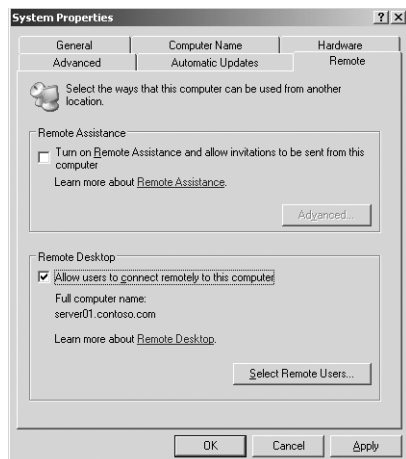 System Properties
? X
General
Computer Name
Hardware
Advanced
Automatic Updates
Remote
Select the ways that this computer can be used from another
location.
Remote Assistance
Turn on Remote Assistance and allow invitations to be sent from this
computer
Learn more about Remote Assistance.
Advanced...
Remote Desktop
Allow users to connect remotely to this computer
Full computer name:
server01.contoso.com
Learn more about Remote Desktop.
Select Remote Users...
OK
Cancel
Apply